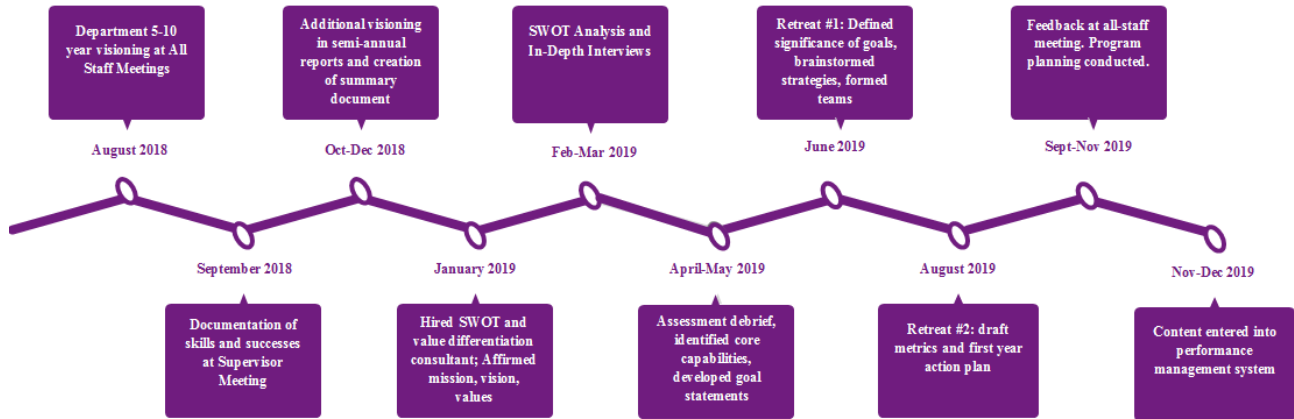 Department 5-10
year visioning at All
Staff Meetings
August 2018
Additional visioning
in semi-annual
reports and creation
of summary
document
Oct-Dec 2018
SWOT Analysis and
In-Depth Interviews
Feb-Mar 2019
Retreat #1: Defined
significance of goals,
brainstormed
strategies, formed
teams
June 2019
Feedback at all-staff
meeting. Program
planning conducted.
Sept-Nov 2019
September 2018
Documentation of
skills and successes
at Supervisor
Meeting
January 2019
Hired SWOT and
value differentiation
consultant; Affirmed
mission, vision,
values
April-May 2019
Assessment debrief,
identified core
capabilities,
developed goal
statements
August 2019
Retreat #2: draft
metrics and first year
action plan
Nov-Dec 2019
Content entered into
performance
management system